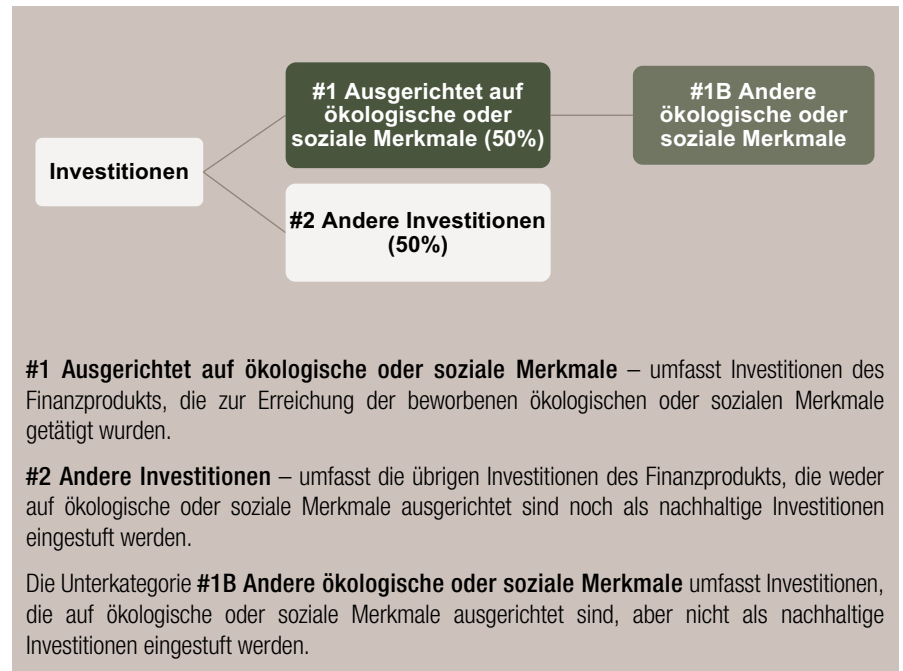 #1 Ausgerichtet auf
ökologische oder
soziale Merkmale (50%)
#1B Andere
ökologische oder
soziale Merkmale
Investitionen
#2 Andere Investitionen
(50%)
#1 Ausgerichtet auf ökologische oder soziale Merkmale – umfasst Investitionen des
Finanzprodukts, die zur Erreichung der beworbenen ökologischen oder sozialen Merkmale
getätigt wurden.
#2 Andere Investitionen – umfasst die übrigen Investitionen des Finanzprodukts, die weder
auf ökologische oder soziale Merkmale ausgerichtet sind noch als nachhaltige Investitionen
eingestuft werden.
Die Unterkategorie #1B Andere ökologische oder soziale Merkmale umfasst Investitionen,
die auf ökologische oder soziale Merkmale ausgerichtet sind, aber nicht als nachhaltige
Investitionen eingestuft werden.